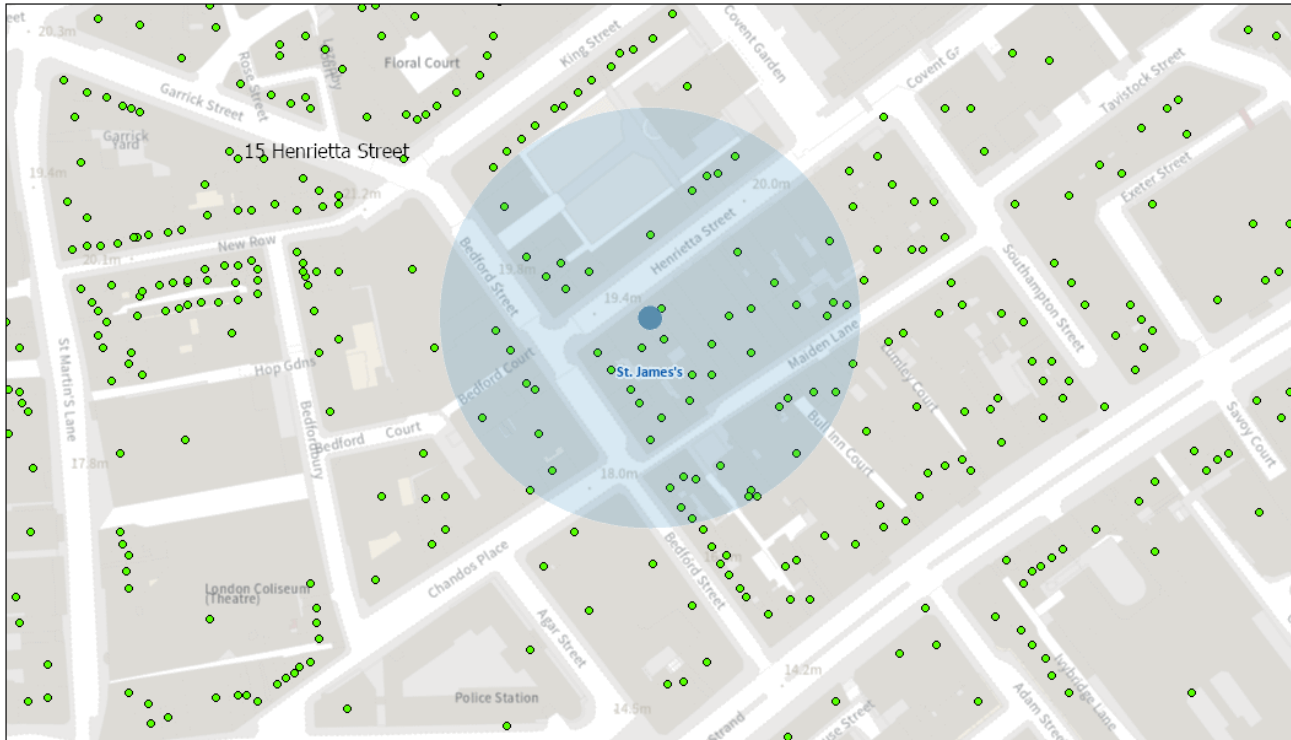 20.3m
Rose Street
Floral Court
King Street
Covent Garden
Covent Ga
Tavistock Street
Garrick Street
Garrick
Yard
15 Henrietta Street
19.4m
21.2m
20.0m
Exeter Street
New Row
20.1m
Bedford Street
19.8m
Henrietta Street
19.4m
Southampton Street
St Martin'S Lane
Hop Gdns
Bedford Court
St. James's
Maiden Lane
Lumley Court
Bedfordbury
Bedford Court
Bull Inn Court
Savoy Court
17.8m
18.0m
Chandos Place
Bedford Street
London Coliseum
(Theatre)
Agar Street
Ivybridge Lane
14.2m
Police Station
14.5m
Strand
Adam Street
use Street